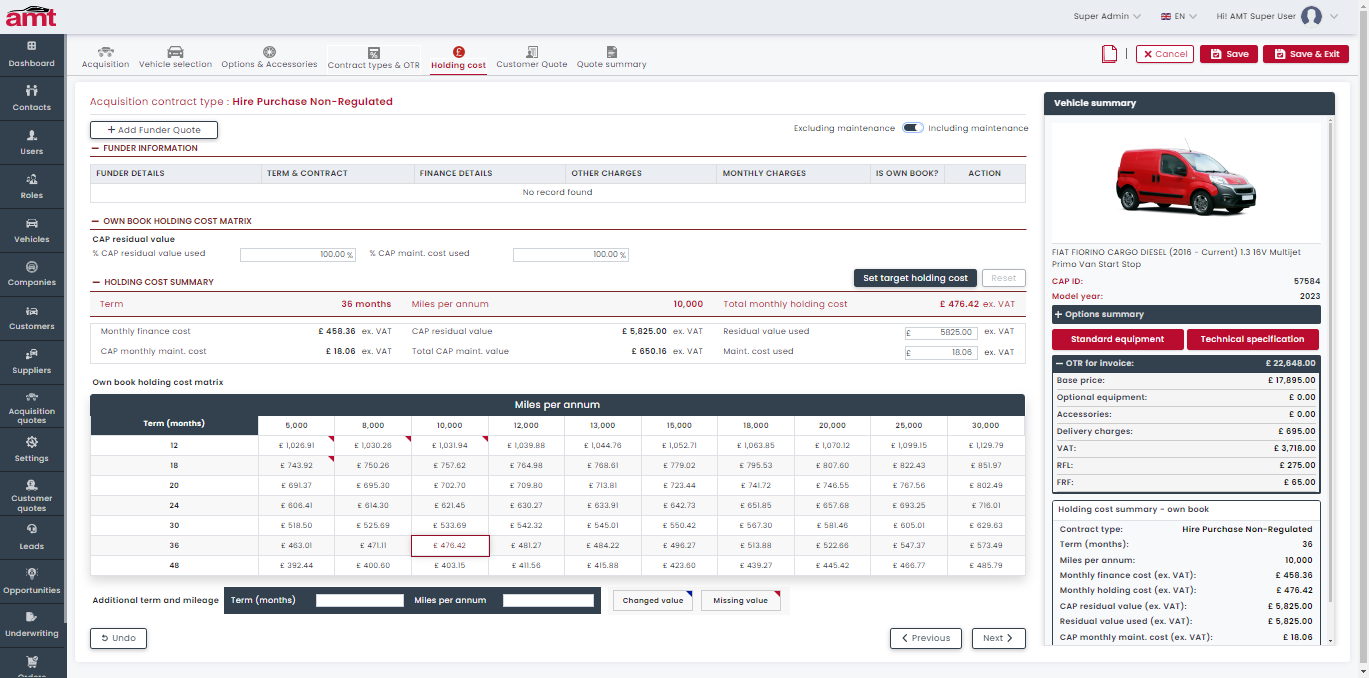 amt
Super Admin
EN
Hi! AMT Super User
Dashboard
Contacts
Users
Roles
Vehicles
Companies
Customers
Suppliers
Acquisition quotes
Settings
Customer quotes
Leads
Opportunities
Underwriting
Orders
Acquisition
Vehicle selection
Options & Accessories
Contract types & OTR
Holding cost
Customer Quote
Quote summary
Cancel
Save
Save & Exit
Acquisition contract type : Hire Purchase Non-Regulated
+ Add Funder Quote
Excluding maintenance
Including maintenance
FUNDER INFORMATION
FUNDER DETAILS TERM & CONTRACT FINANCE DETAILS OTHER CHARGES MONTHLY CHARGES IS OWN BOOK? ACTION
No record found
OWN BOOK HOLDING COST MATRIX
CAP residual value
% CAP residual value used 100.00 % % CAP maint. cost used 100.00 %
HOLDING COST SUMMARY
Set target holding cost
Reset
Term 36 months Miles per annum 10,000 Total monthly holding cost £ 476.42 ex. VAT
Monthly finance cost £ 458.36 ex. VAT CAP residual value £ 5,825.00 ex. VAT Residual value used £ 5825.00 ex. VAT
CAP monthly maint. cost £ 18.06 ex. VAT Total CAP maint. value £ 650.16 ex. VAT Maint. cost used £ 18.06 ex. VAT
Own book holding cost matrix
Miles per annum
Term (months) 5,000 8,000 10,000 12,000 13,000 15,000 18,000 20,000 25,000 30,000
12 £ 1,026.91 £ 1,030.26 £ 1,031.94 £ 1,039.88 £ 1,044.76 £ 1,052.71 £ 1,063.85 £ 1,070.12 £ 1,099.15 £ 1,129.79
18 £ 743.92 £ 750.26 £ 757.62 £ 764.98 £ 768.61 £ 779.02 £ 795.53 £ 807.60 £ 822.43 £ 851.97
20 £ 691.37 £ 695.30 £ 702.70 £ 709.80 £ 713.81 £ 723.44 £ 741.72 £ 746.55 £ 767.56 £ 802.49
24 £ 606.41 £ 614.30 £ 621.45 £ 630.27 £ 633.91 £ 642.73 £ 651.85 £ 657.68 £ 693.25 £ 716.01
30 £ 518.50 £ 525.69 £ 533.69 £ 542.32 £ 545.01 £ 550.42 £ 567.30 £ 581.46 £ 605.01 £ 629.63
36 £ 463.01 £ 471.11 £ 476.42 £ 481.27 £ 484.22 £ 496.27 £ 513.88 £ 522.66 £ 547.37 £ 573.49
48 £ 392.44 £ 400.60 £ 403.15 £ 411.56 £ 415.88 £ 423.60 £ 439.27 £ 445.42 £ 466.77 £ 485.79
Additional term and mileage Term (months) Miles per annum Changed value Missing value
Undo
Previous
Next
Vehicle summary
FIAT FIORINO CARGO DIESEL (2016 - Current) 1.3 16V Multijet
Primo Van Start Stop
CAP ID: 57584
Model year: 2023
+ Options summary
Standard equipment
Technical specification
OTR for invoice: £ 22,648.00
Base price: £ 17,895.00
Optional equipment: £ 0.00
Accessories: £ 0.00
Delivery charges: £ 695.00
VAT: £ 3,718.00
RFL: £ 275.00
FRF: £ 65.00
Holding cost summary - own book
Contract type: Hire Purchase Non-Regulated
Term (months): 36
Miles per annum: 10,000
Monthly finance cost (ex. VAT): £ 458.36
Monthly holding cost (ex. VAT): £ 476.42
CAP residual value (ex. VAT): £ 5,825.00
Residual value used (ex. VAT): £ 5,825.00
CAP monthly maint. cost (ex. VAT): £ 18.06